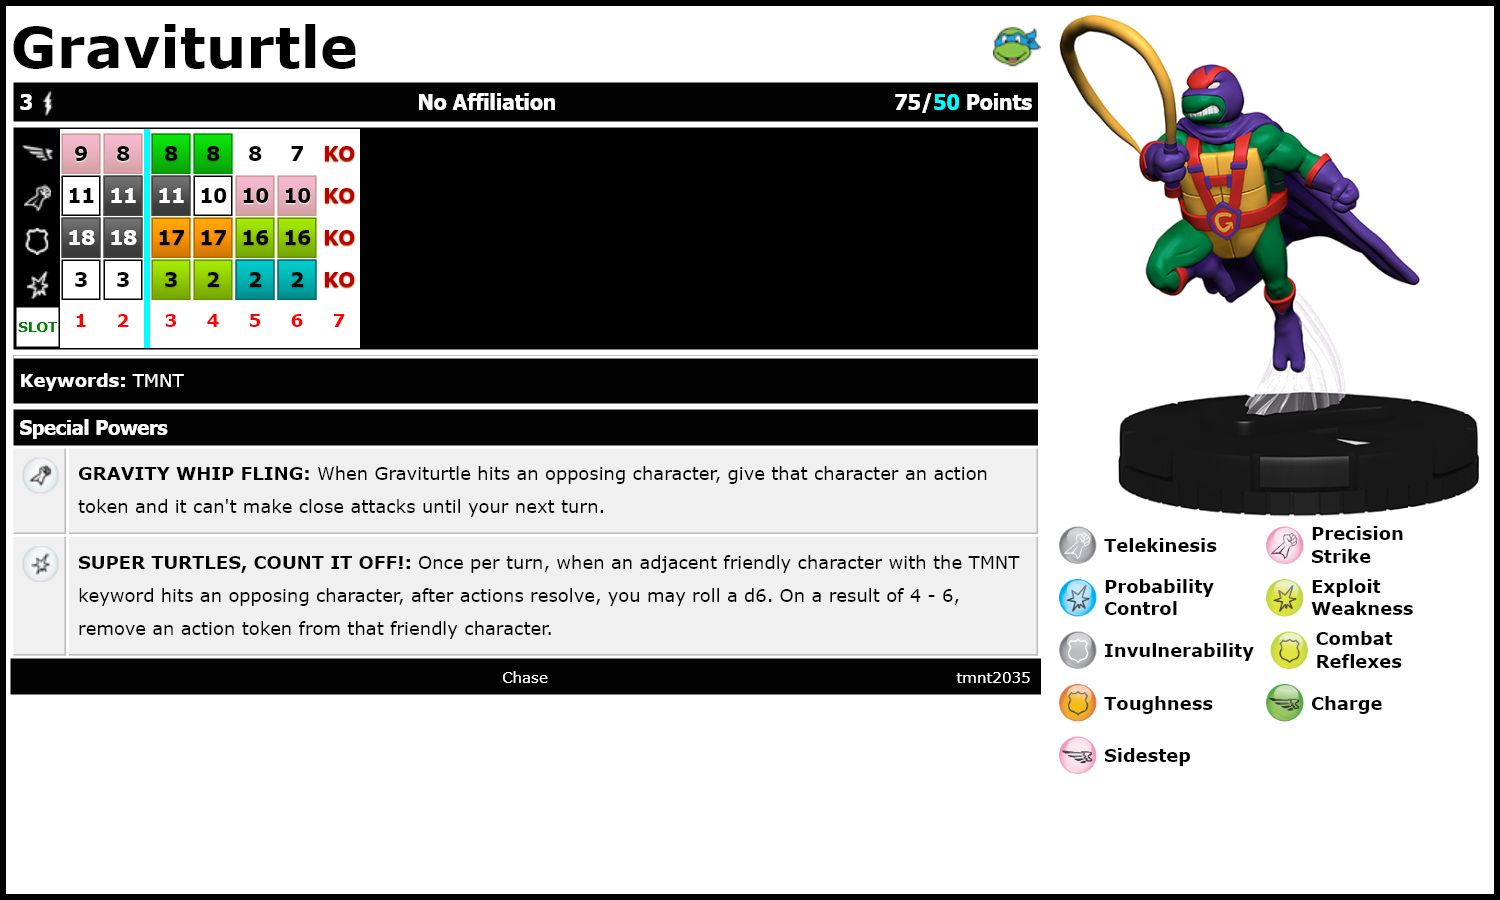 Graviturtle
3 No Affiliation 75/50 Points
9 8 8 8 8 7 KO
11 11 11 10 10 10 KO
18 18 17 17 16 16 KO
3 3 3 2 2 2 KO
SLOT 1 2 3 4 5 6 7
Keywords: TMNT
Special Powers
GRAVITY WHIP FLING: When Graviturtle hits an opposing character, give that character an action
token and it can't make close attacks until your next turn.
SUPER TURTLES, COUNT IT OFF!: Once per turn, when an adjacent friendly character with the TMNT
keyword hits an opposing character, after actions resolve, you may roll a d6. On a result of 4 - 6,
remove an action token from that friendly character.
Chase tmnt2035
G
Telekinesis
Precision
Strike
Probability
Control
Exploit
Weakness
Invulnerability
Combat
Reflexes
Toughness
Charge
Sidestep